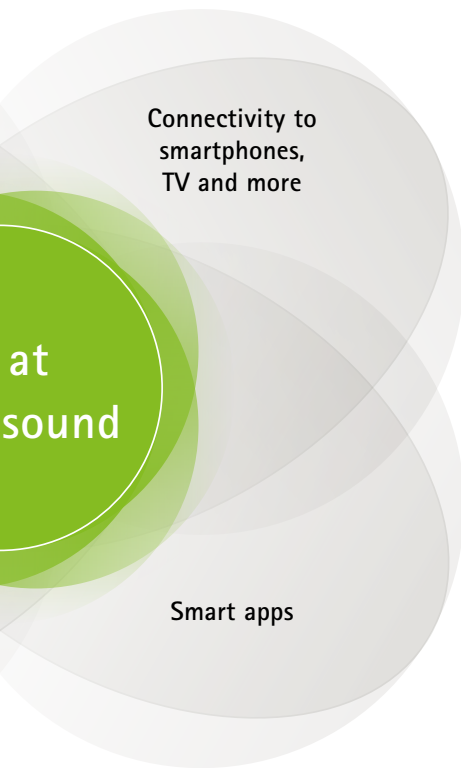 Connectivity to
smartphones,
TV and more
at
sound
Smart apps